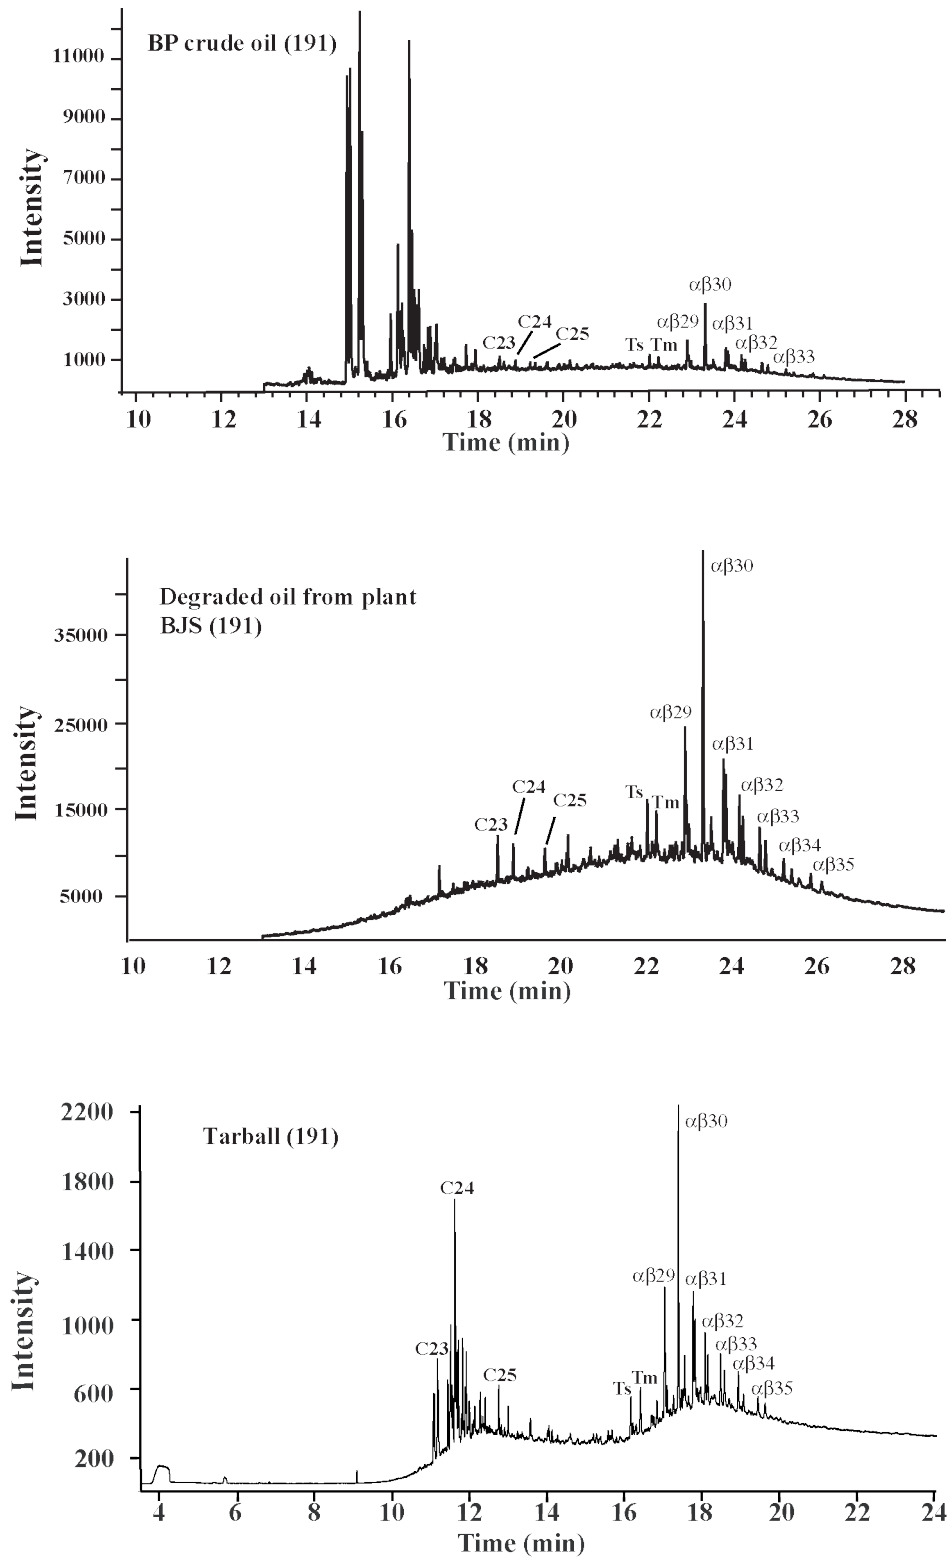 BP crude oil (191)
Intensity
11000
9000
7000
5000
3000
1000
C23
C24
C25
Ts
Tm
αβ29
αβ30
αβ31
αβ32
αβ33
10 12 14 16 18 20 22 24 26 28
Time (min)
Degraded oil from plant
BJS (191)
Intensity
35000
25000
15000
5000
C23
C24
C25
Ts
Tm
αβ29
αβ30
αβ31
αβ32
αβ33
αβ34
αβ35
10 12 14 16 18 20 22 24 26 28
Time (min)
Tarball (191)
Intensity
2200
1800
1400
1000
600
200
C23
C24
C25
Ts
Tm
αβ29
αβ30
αβ31
αβ32
αβ33
αβ34
αβ35
4 6 8 10 12 14 16 18 20 22 24
Time (min)